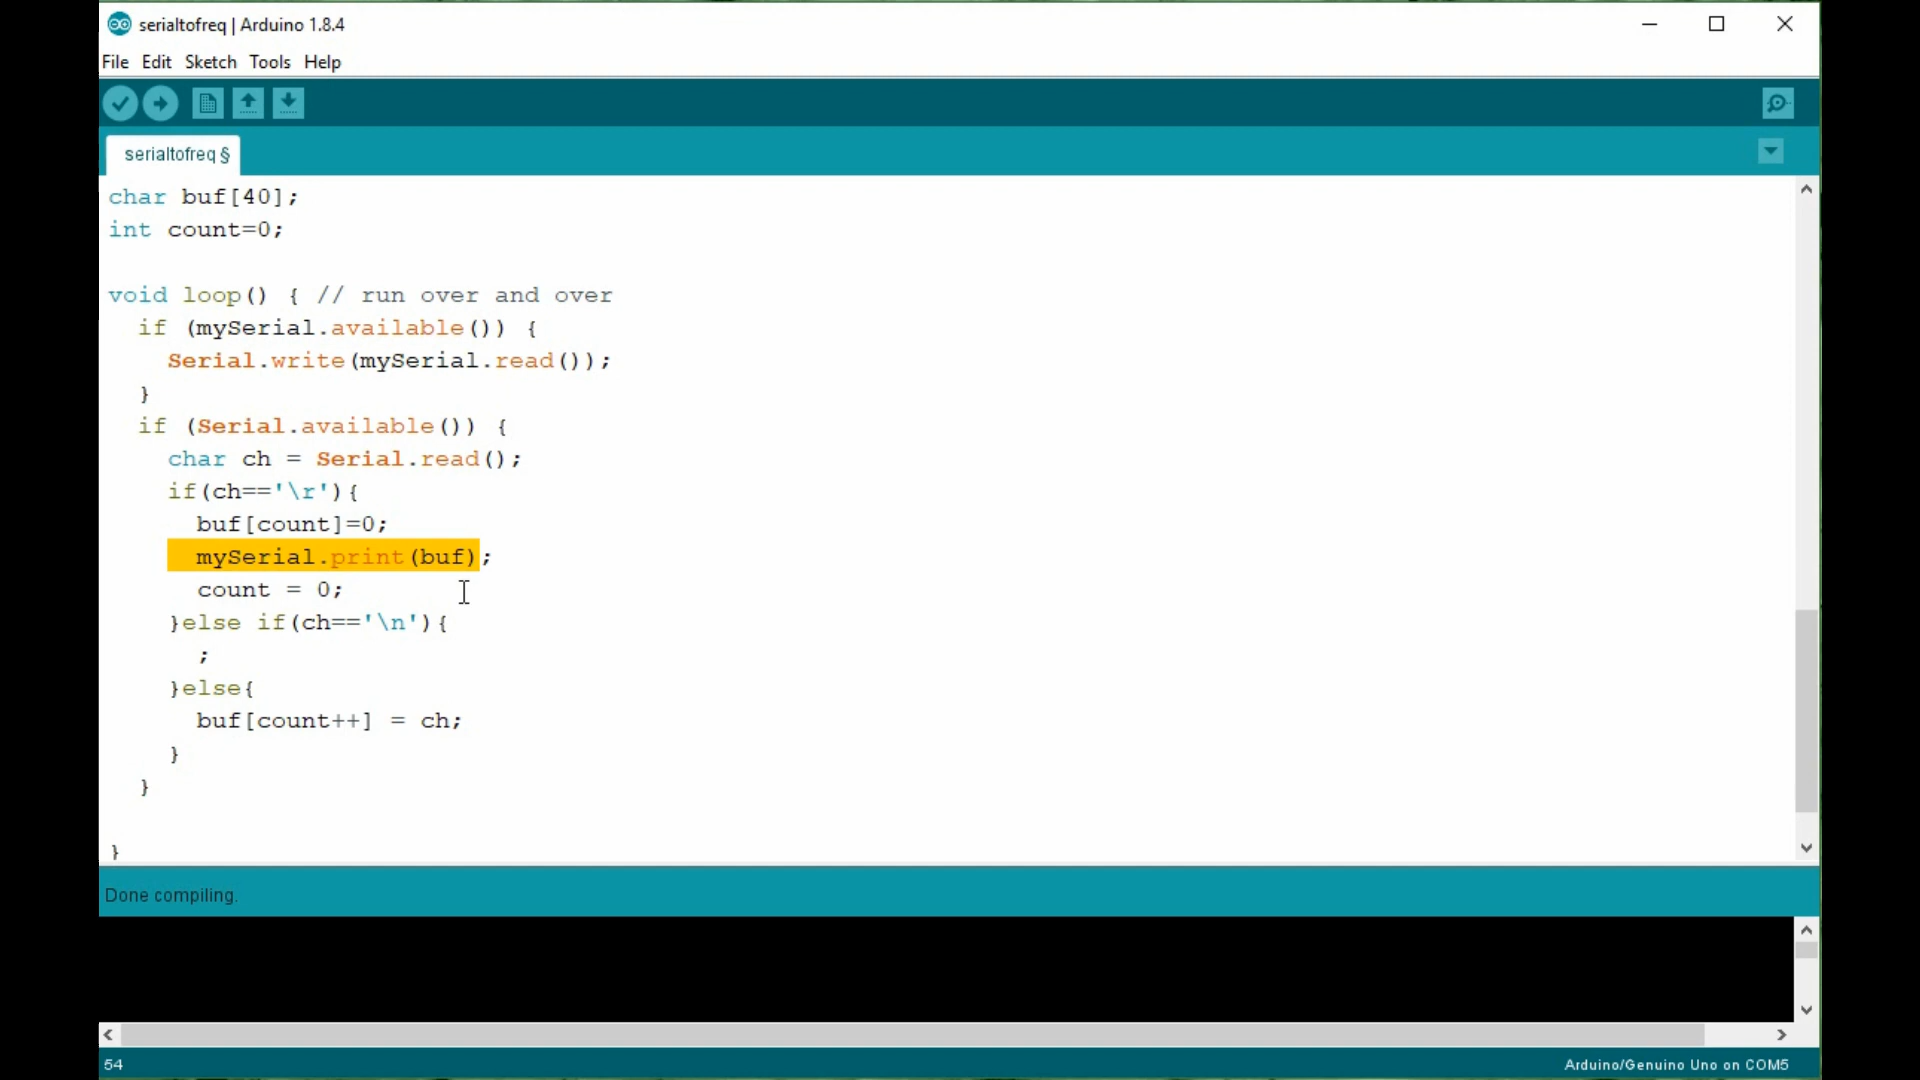 serialtofreq | Arduino 1.8.4
File Edit Sketch Tools Help
serialtofreq §
char buf[40];
int count=0;
void loop() { // run over and over
  if (mySerial.available()) {
    Serial.write(mySerial.read());
  }
  if (Serial.available()) {
    char ch = Serial.read();
    if(ch=='\r'){
      buf[count]=0;
      mySerial.print(buf);
      count = 0;
    }else if(ch=='\n'){
      ;
    }else{
      buf[count++] = ch;
    }
  }
}
Done compiling.
54 Arduino/Genuino Uno on COM5